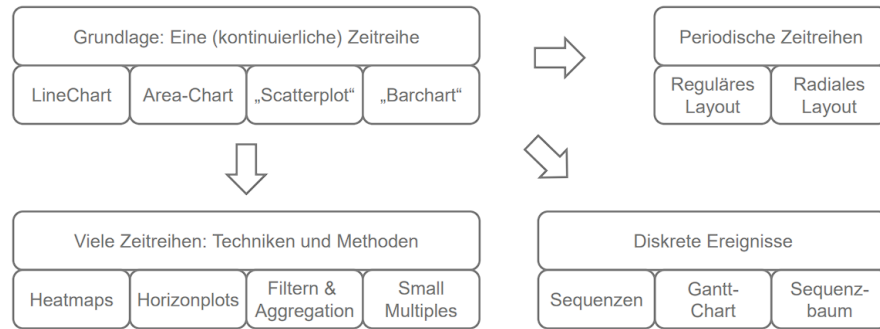 Grundlage: Eine (kontinuierliche) Zeitreihe
LineChart
Area-Chart
„Scatterplot“
„Barchart“
Periodische Zeitreihen
Reguläres
Layout
Radiales
Layout
Viele Zeitreihen: Techniken und Methoden
Heatmaps
Horizonplots
Filtern &
Aggregation
Small
Multiples
Diskrete Ereignisse
Sequenzen
Gantt-
Chart
Sequenz-
baum